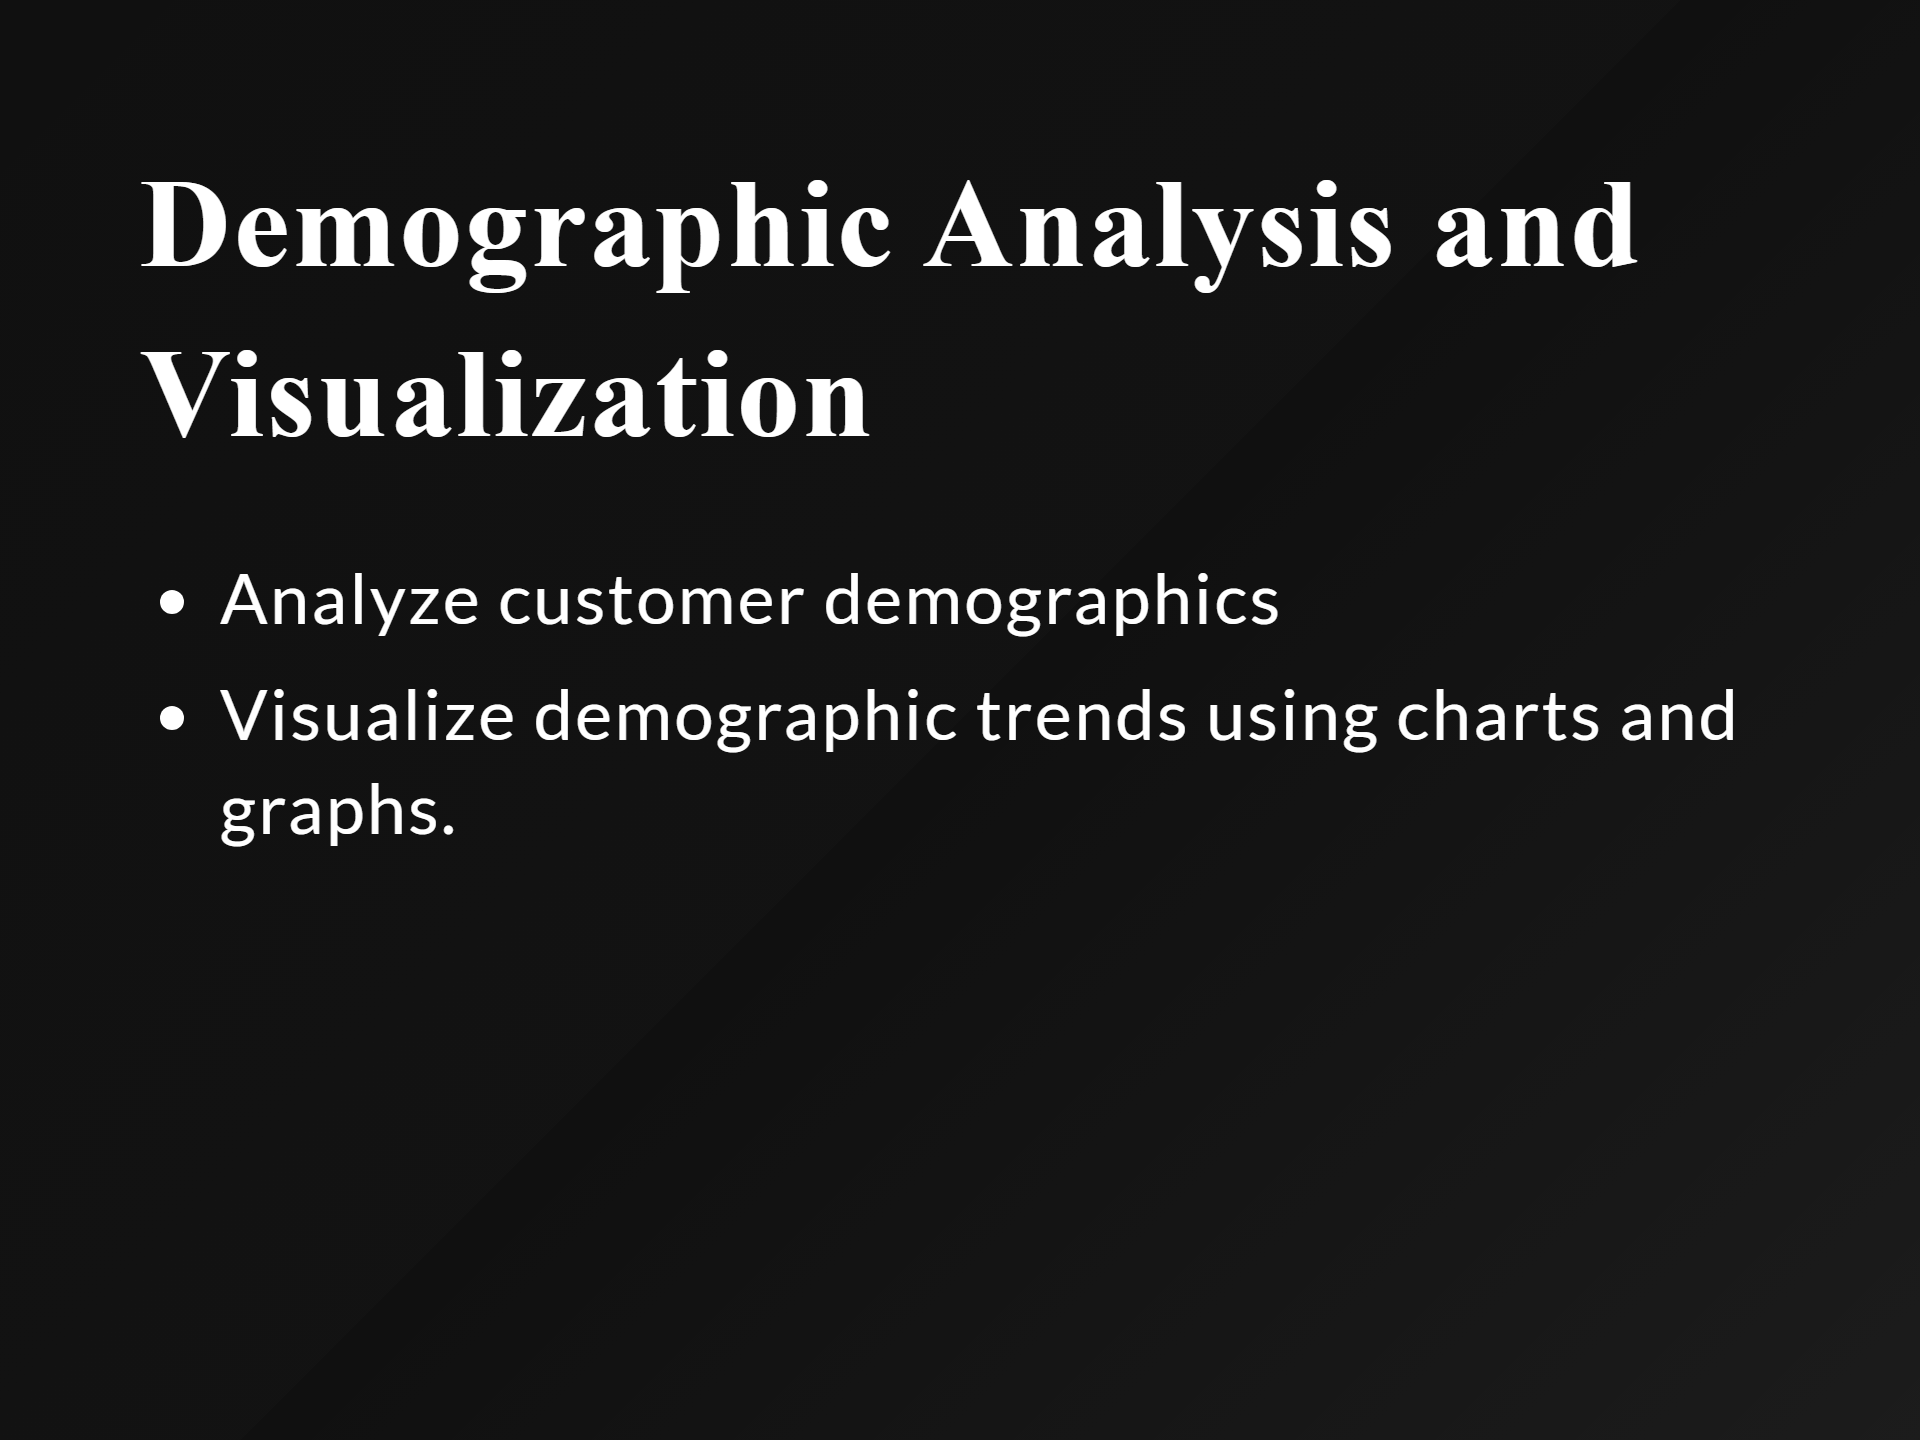 Demographic Analysis and
Visualization
• Analyze customer demographics
• Visualize demographic trends using charts and
graphs.